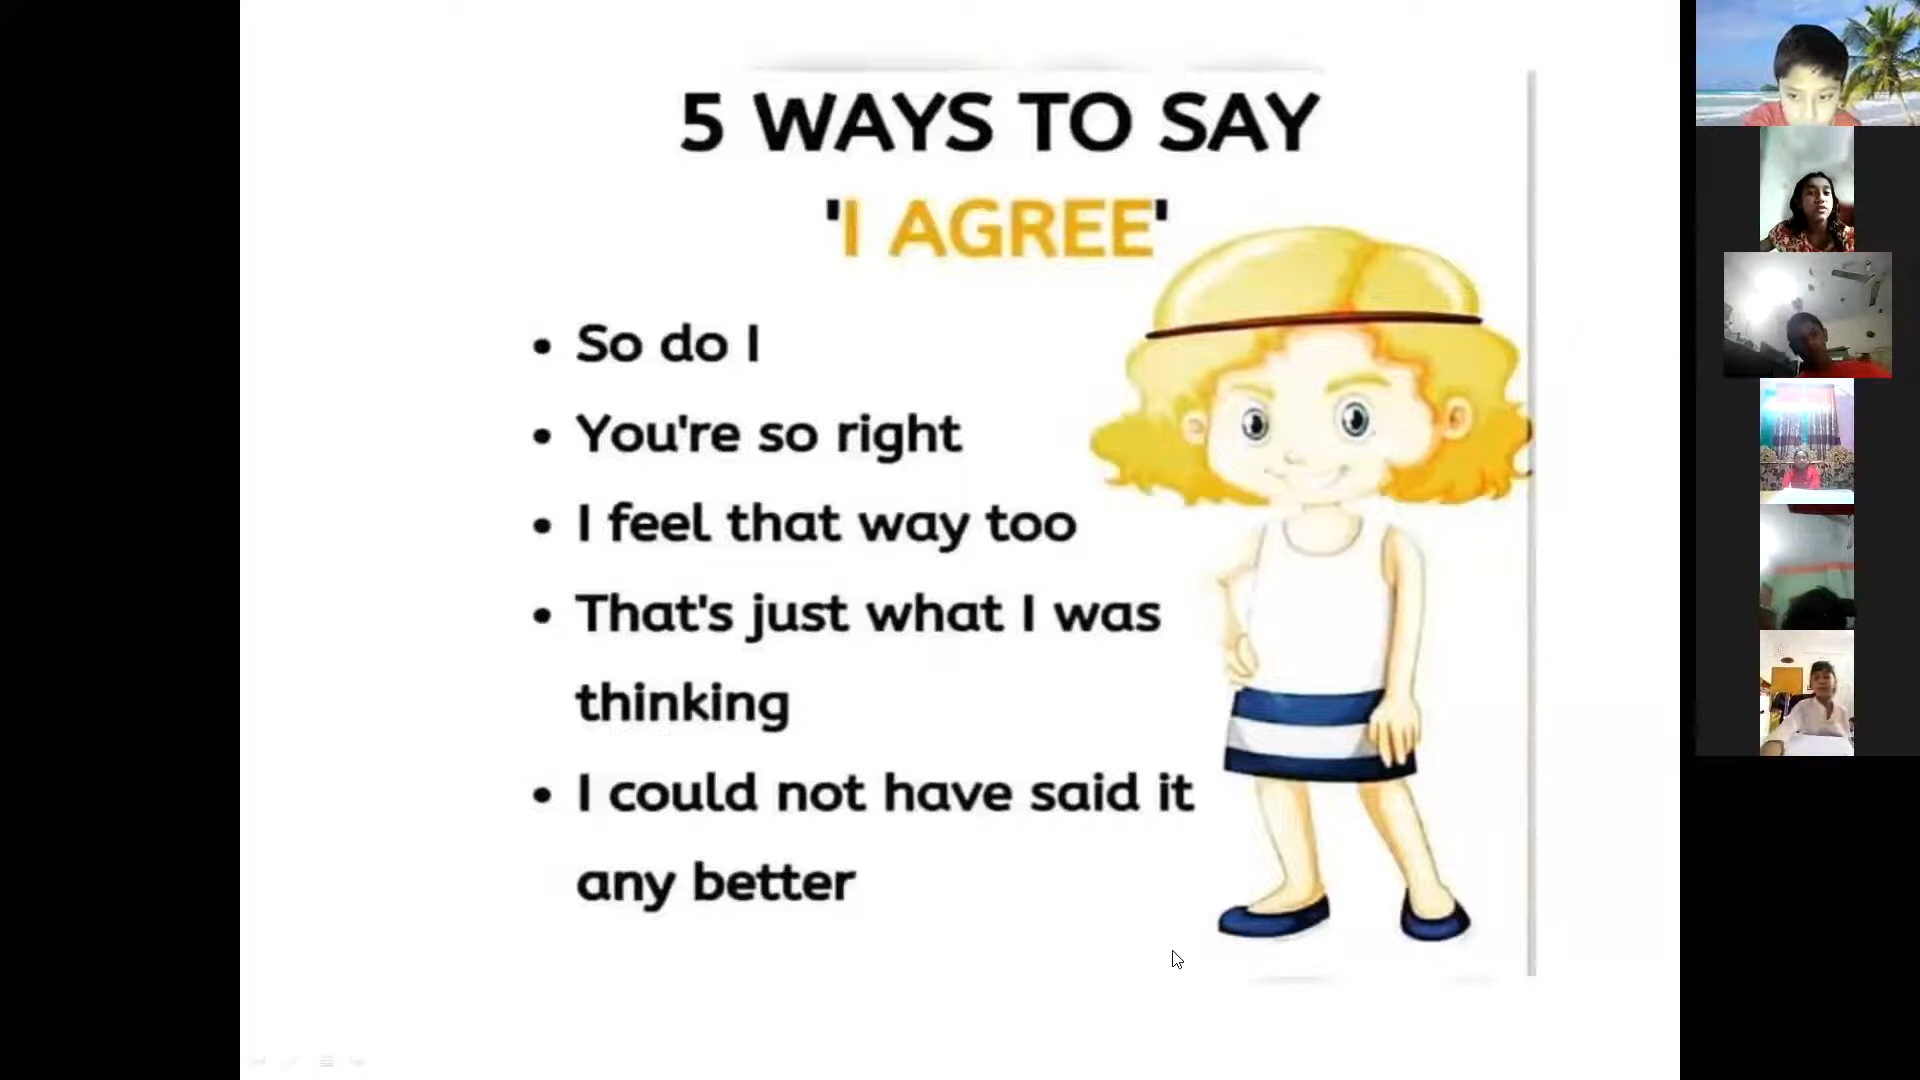 5 WAYS TO SAY
'I AGREE'
• So do I
• You're so right
• I feel that way too
• That's just what I was
thinking
• I could not have said it
any better